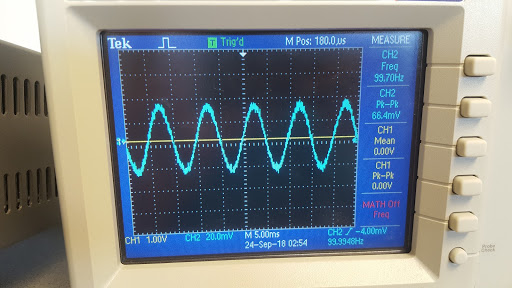 Tek T Trig'd M Pos: 180.0µs MEASURE
CH2
Freq
99.70Hz
CH2
Pk-Pk
66.4mV
CH1
Mean
0.00V
CH1
Pk-Pk
0.00V
MATH Off
Freq
CH1 1.00V CH2 20.0mV M 5.00ms CH2 -4.00mV
24-Sep-18 02:54 99.9948Hz